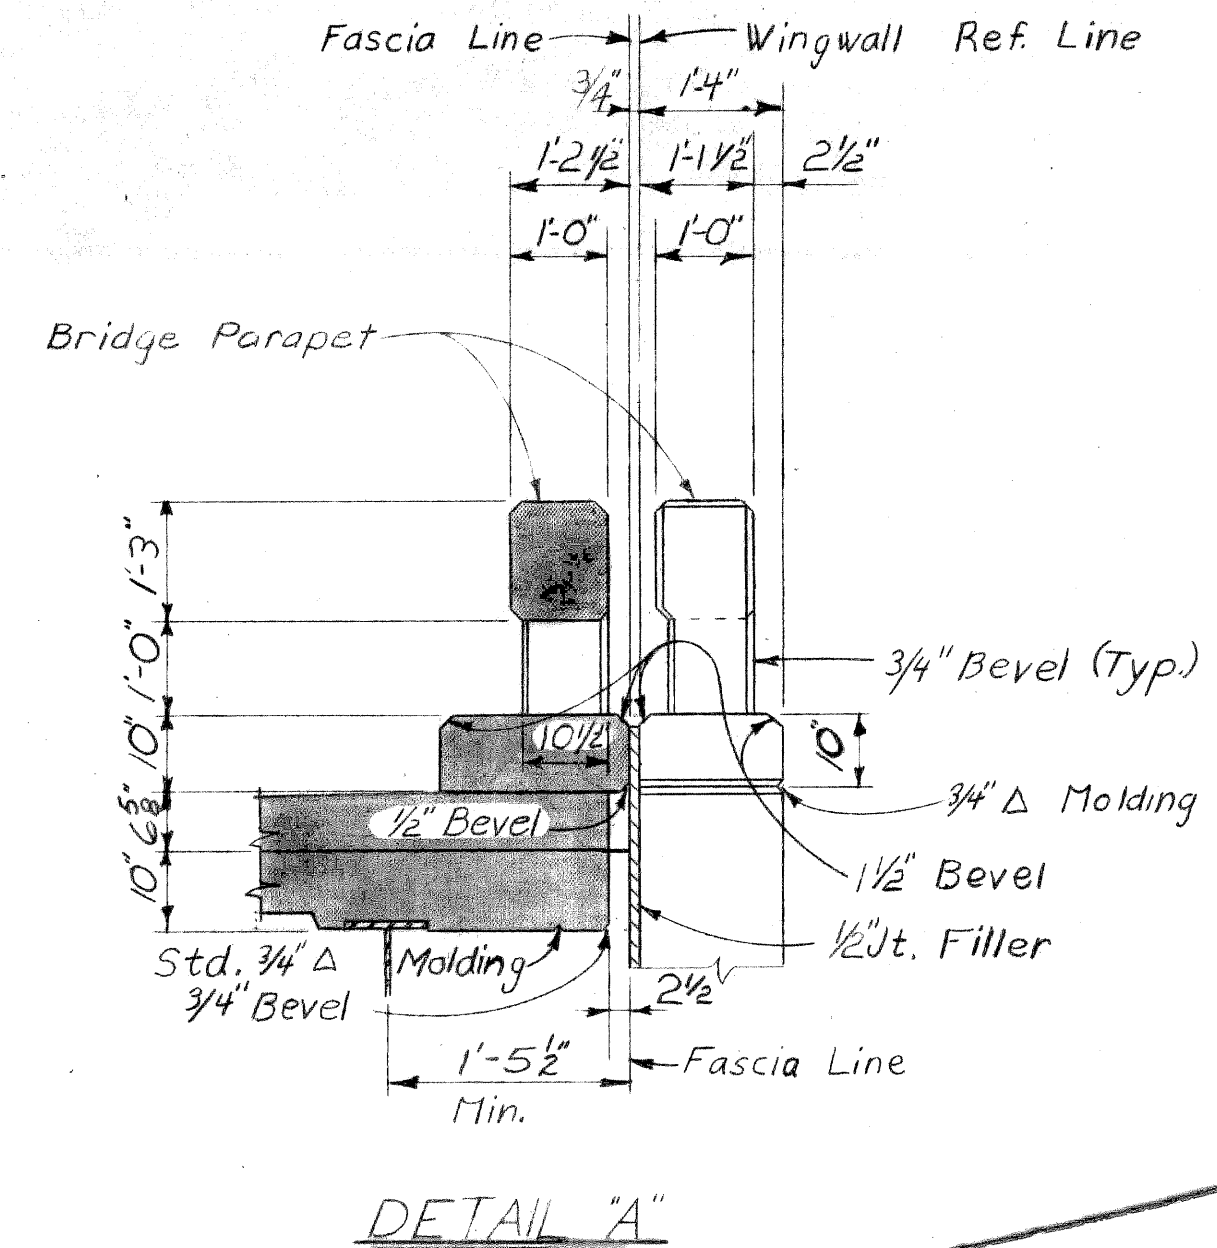 Fascia Line
Wingwall Ref. Line
3/4"
1'-4"
1'-2 1/2"
1'-1 1/2"
2 1/2"
1'-0"
1'-0"
Bridge Parapet
1'-3"
1'-0"
3/4" Bevel (Typ.)
10"
10 1/2"
10"
6 5/8"
1/2" Bevel
3/4" Δ Molding
10"
1 1/2" Bevel
1/2" Jt. Filler
Std. 3/4" Δ Molding
3/4" Bevel
2 1/2
1'-5 1/2"
Min.
Fascia Line
DETAIL "A"